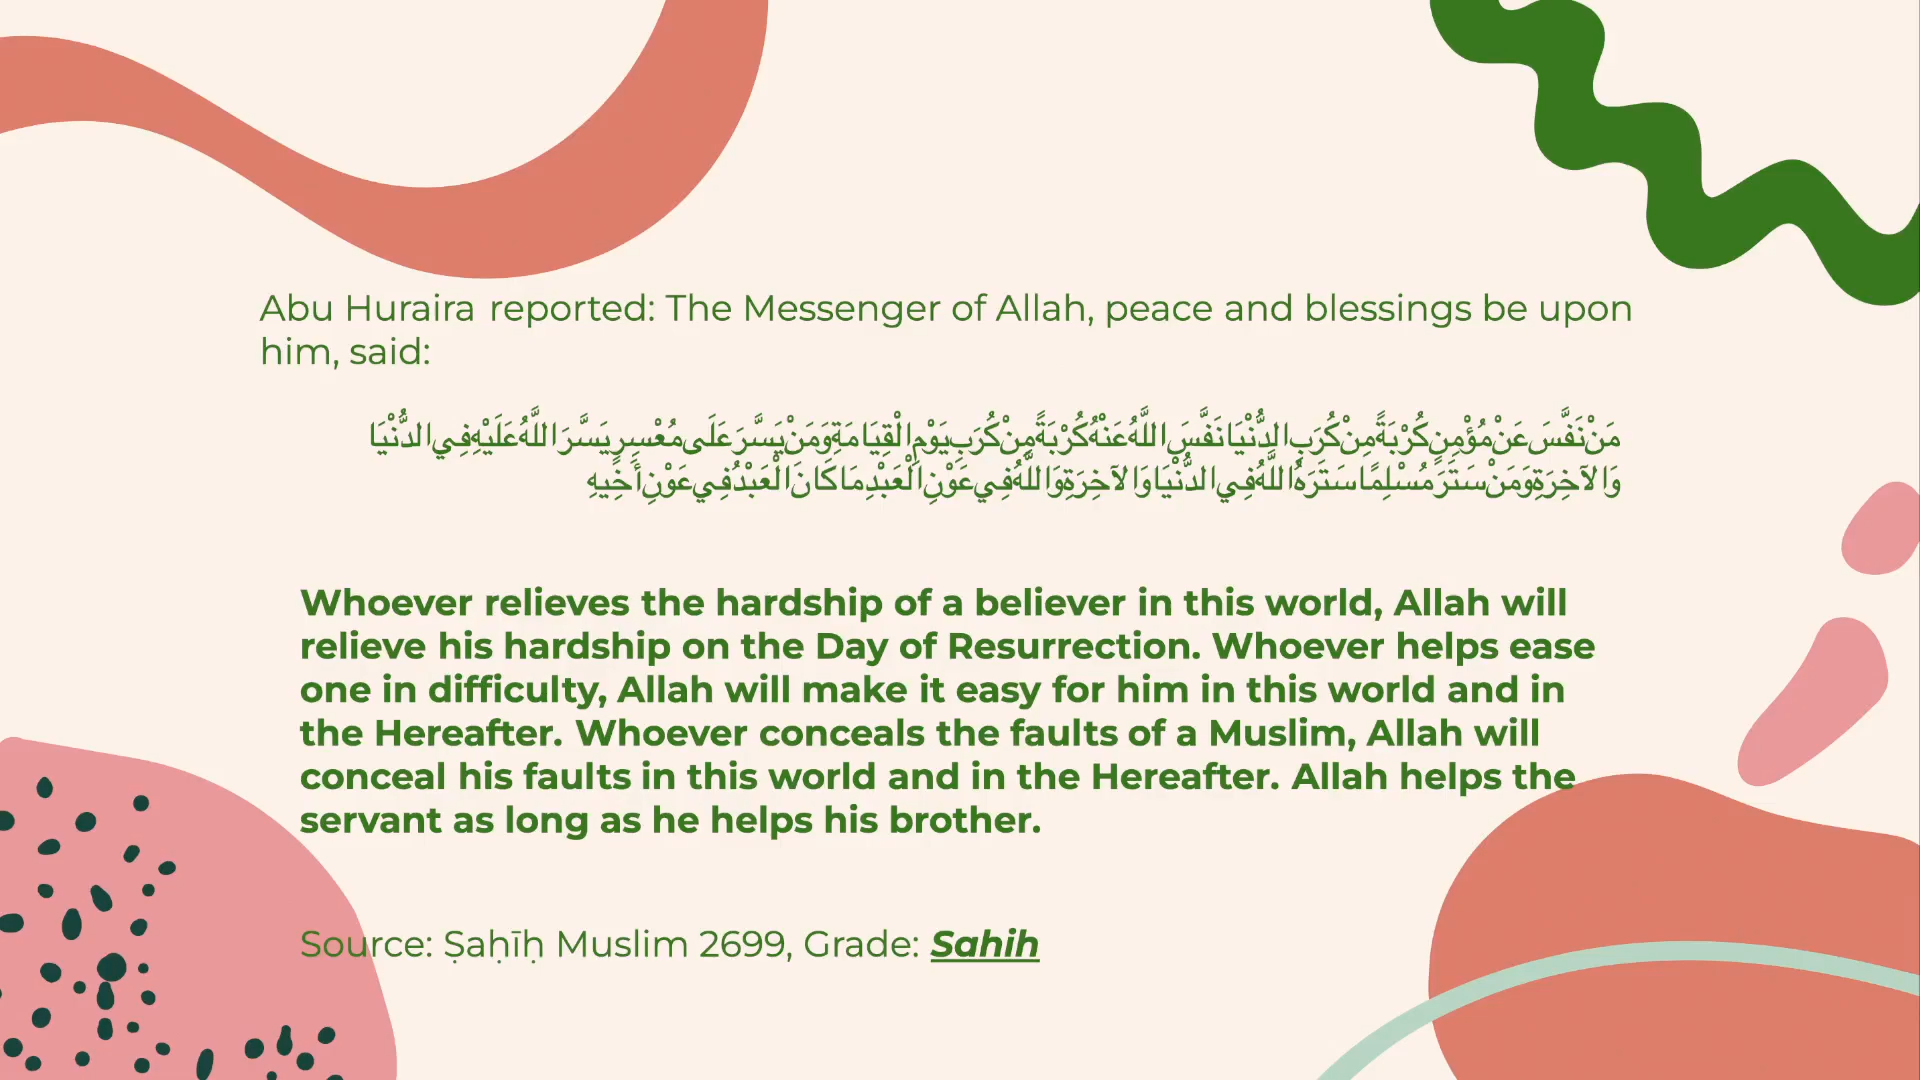 Abu Huraira reported: The Messenger of Allah, peace and blessings be upon
him, said:
مَنْ نَفَّسَ عَنْ مُؤْمِنٍ كُرْبَةً مِنْ كُرَبِ الدُّنْيَا نَفَّسَ اللَّهُ عَنْهُ كُرْبَةً مِنْ كُرَبِ يَوْمِ الْقِيَامَةِ وَمَنْ يَسَّرَ عَلَى مُعْسِرٍ يَسَّرَ اللَّهُ عَلَيْهِ فِي الدُّنْيَا
وَالآخِرَةِ وَمَنْ سَتَرَ مُسْلِمًا سَتَرَهُ اللَّهُ فِي الدُّنْيَا وَالآخِرَةِ وَاللَّهُ فِي عَوْنِ الْعَبْدِ مَا كَانَ الْعَبْدُ فِي عَوْنِ أَخِيهِ
Whoever relieves the hardship of a believer in this world, Allah will
relieve his hardship on the Day of Resurrection. Whoever helps ease
one in difficulty, Allah will make it easy for him in this world and in
the Hereafter. Whoever conceals the faults of a Muslim, Allah will
conceal his faults in this world and in the Hereafter. Allah helps the
servant as long as he helps his brother.
Source: Ṣaḥīḥ Muslim 2699, Grade: Sahih